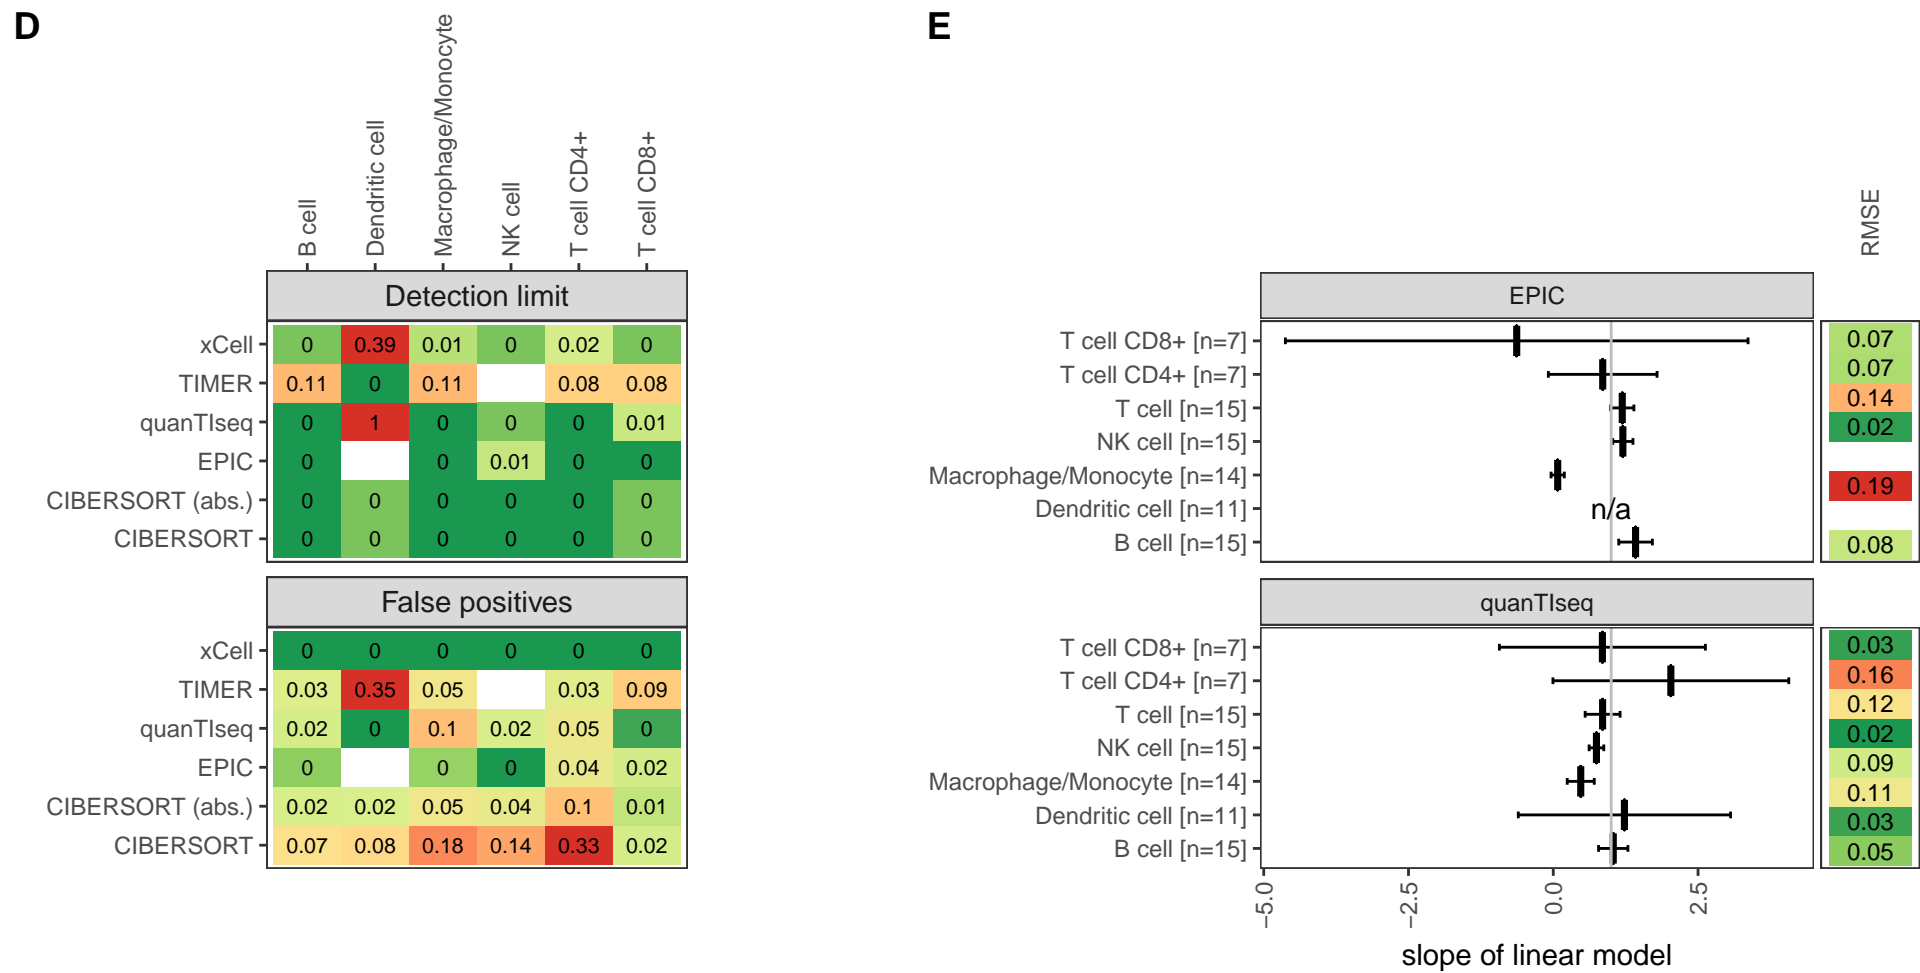 D
B cell
Dendritic cell
Macrophage/Monocyte
NK cell
T cell CD4+
T cell CD8+
Detection limit
xCell 0 0.39 0.01 0 0.02 0
TIMER 0.11 0 0.11 0.08 0.08
quanTIseq 0 1 0 0 0 0.01
EPIC 0 0 0.01 0 0
CIBERSORT (abs.) 0 0 0 0 0 0
CIBERSORT 0 0 0 0 0 0
False positives
xCell 0 0 0 0 0 0
TIMER 0.03 0.35 0.05 0.03 0.09
quanTIseq 0.02 0 0.1 0.02 0.05 0
EPIC 0 0 0 0.04 0.02
CIBERSORT (abs.) 0.02 0.02 0.05 0.04 0.1 0.01
CIBERSORT 0.07 0.08 0.18 0.14 0.33 0.02
E
RMSE
EPIC
T cell CD8+ [n=7] 0.07
T cell CD4+ [n=7] 0.07
T cell [n=15] 0.14
NK cell [n=15] 0.02
Macrophage/Monocyte [n=14] 0.19
Dendritic cell [n=11] n/a
B cell [n=15] 0.08
quanTIseq
T cell CD8+ [n=7] 0.03
T cell CD4+ [n=7] 0.16
T cell [n=15] 0.12
NK cell [n=15] 0.02
0.09
Macrophage/Monocyte [n=14] 0.11
Dendritic cell [n=11] 0.03
B cell [n=15] 0.05
−5.0 −2.5 0.0 2.5
slope of linear model